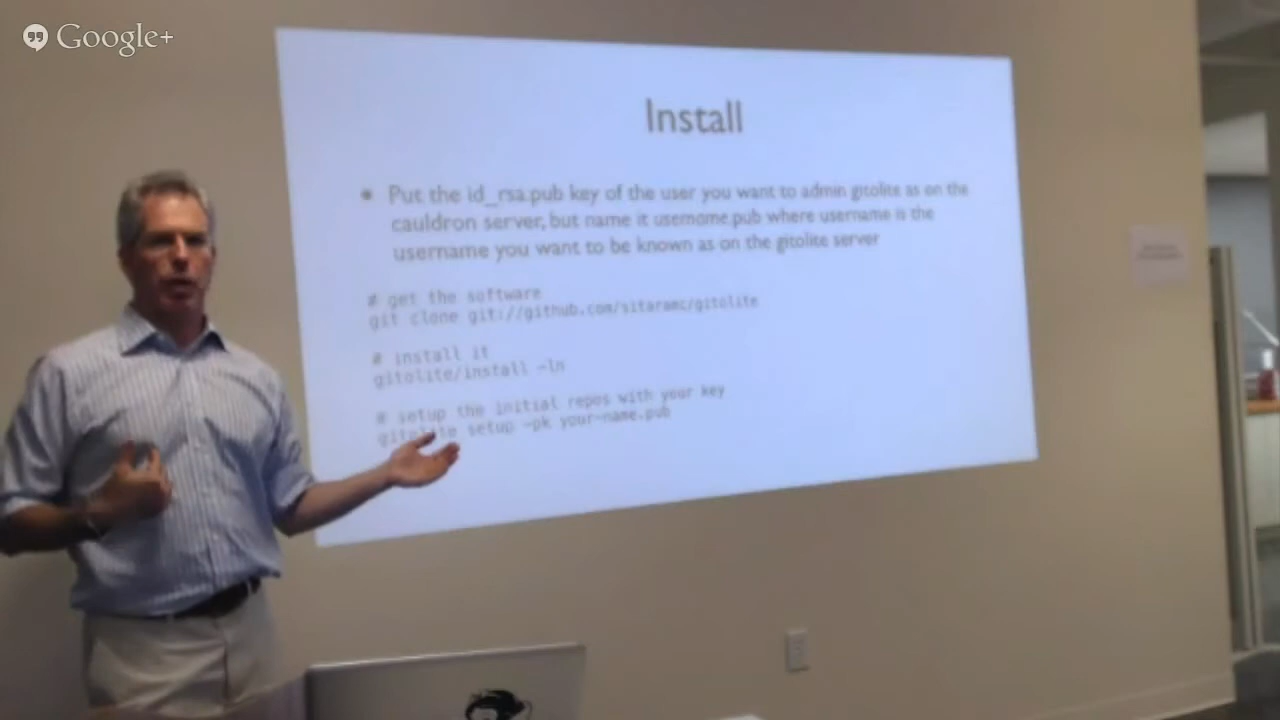 Google+
Install
• Put the id_rsa.pub key of the user you want to admin gitolite as on the
cauldron server, but name it username.pub where username is the
username you want to be known as on the gitolite server
# get the software
git clone git://github.com/sitaramc/gitolite
# install it
gitolite/install -ln
# setup the initial repos with your key
gitolite setup -pk your-name.pub